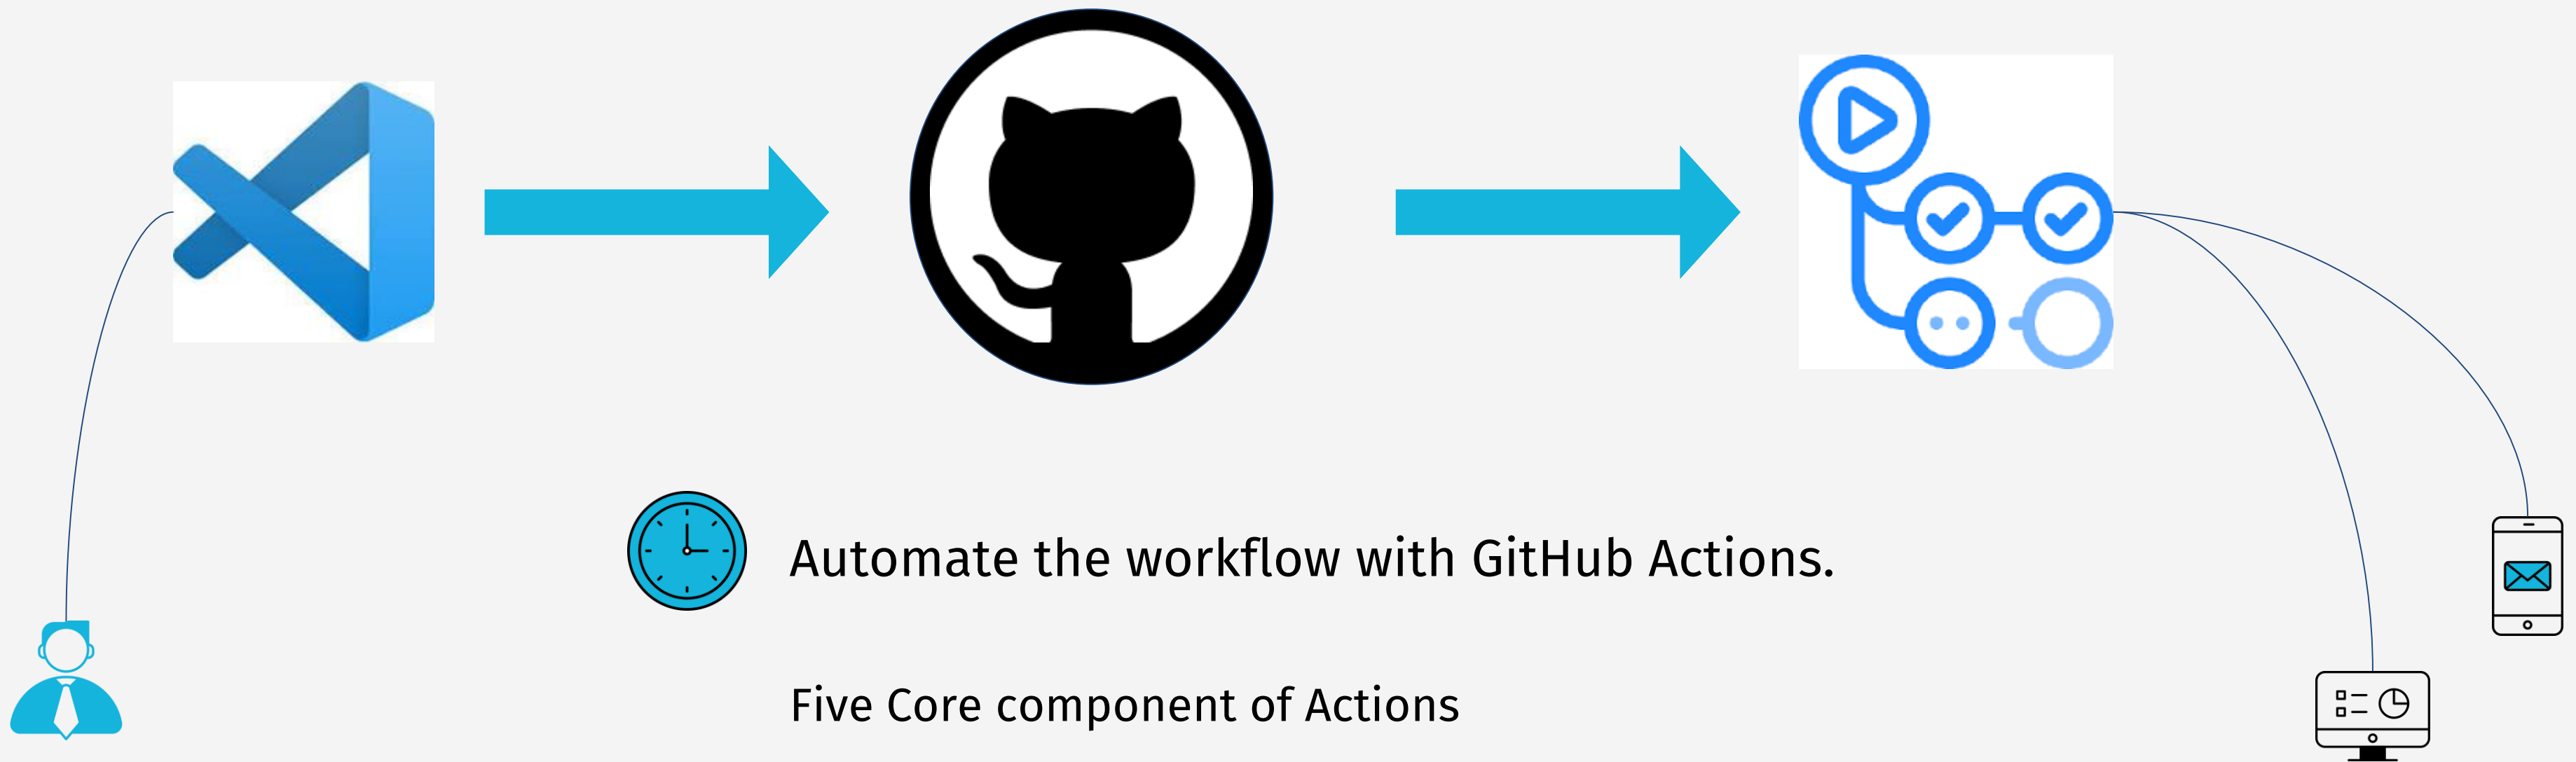 Automate the workflow with GitHub Actions.
Five Core component of Actions